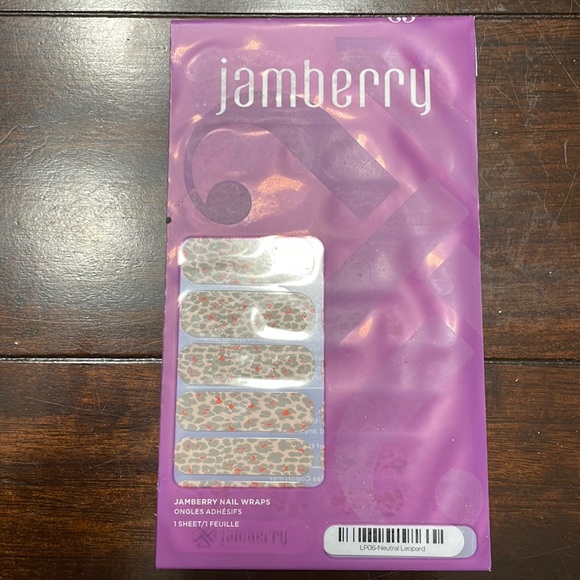 jamberry
JAMBERRY NAIL WRAPS
ONGLES ADHÉSIFS
1 SHEET/1 FEUILLE
jamberry
LP06-Neutral Leopard